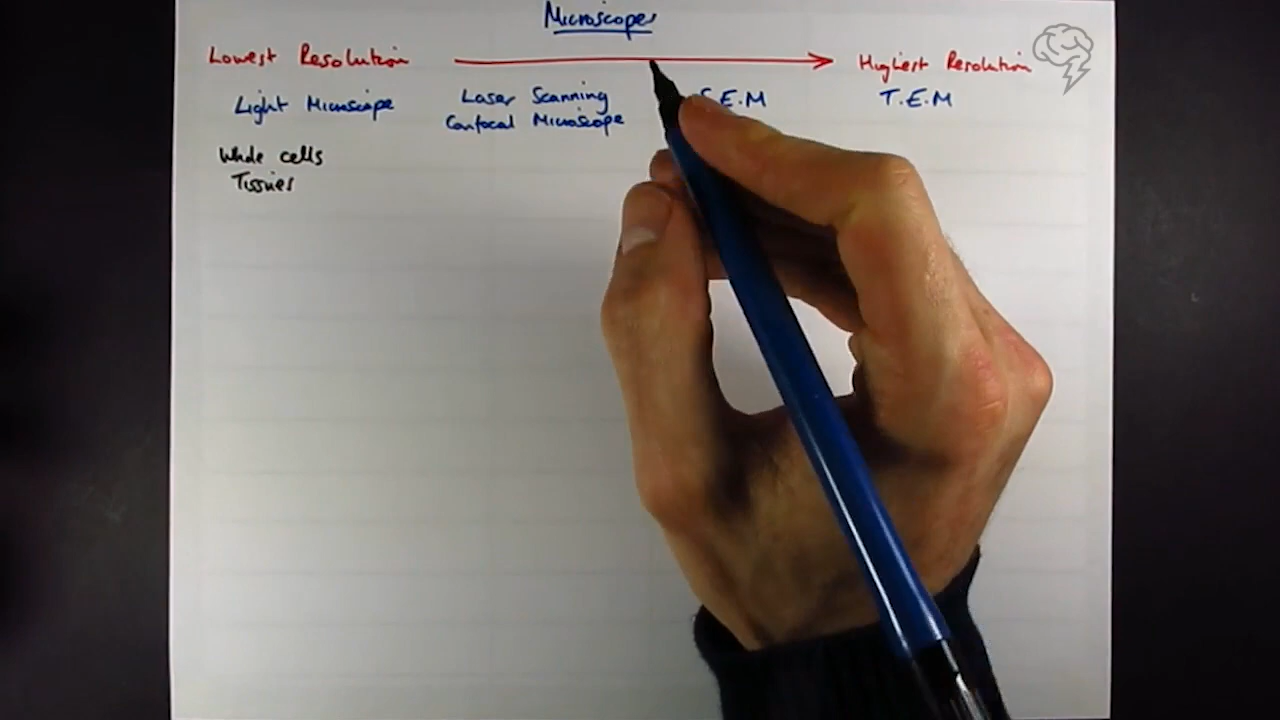 Microscopes
Lowest Resolution
Highest Resolution
Light Microscope
Laser Scanning
Confocal Microscope
S.E.M
T.E.M
Whole cells
Tissues